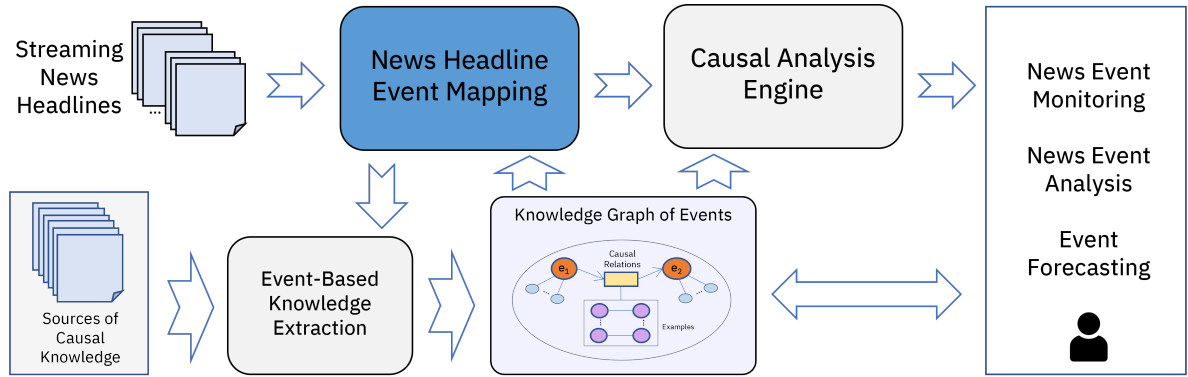 Streaming
News
Headlines
...
News Headline
Event Mapping
Causal Analysis
Engine
News Event
Monitoring
News Event
Analysis
Event
Forecasting
Sources of
Causal
Knowledge
Event-Based
Knowledge
Extraction
Knowledge Graph of Events
Causal
Relations
e1
e2
Examples